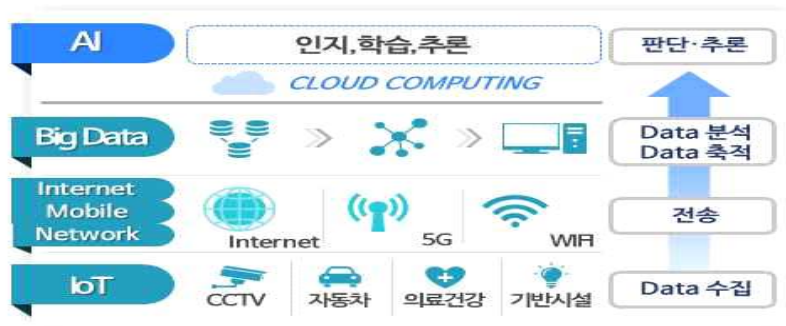 AI
인지,학습,추론
판단·추론
CLOUD COMPUTING
Big Data
Data 분석
Data 축적
Internet
Mobile
Network
Internet
5G
WIFI
전송
IoT
CCTV
자동차
의료건강
기반시설
Data 수집